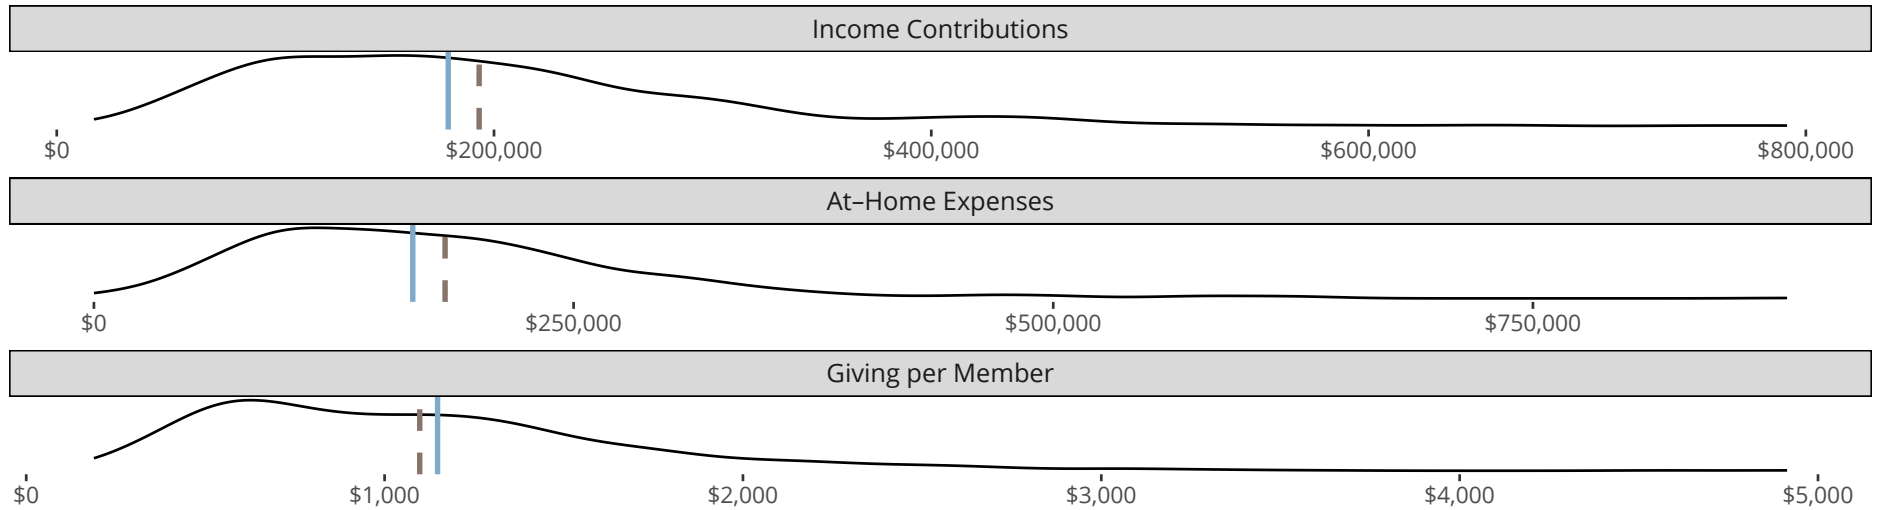 Income Contributions
$0 $200,000 $400,000 $600,000 $800,000
At–Home Expenses
$0 $250,000 $500,000 $750,000
Giving per Member
$0 $1,000 $2,000 $3,000 $4,000 $5,000